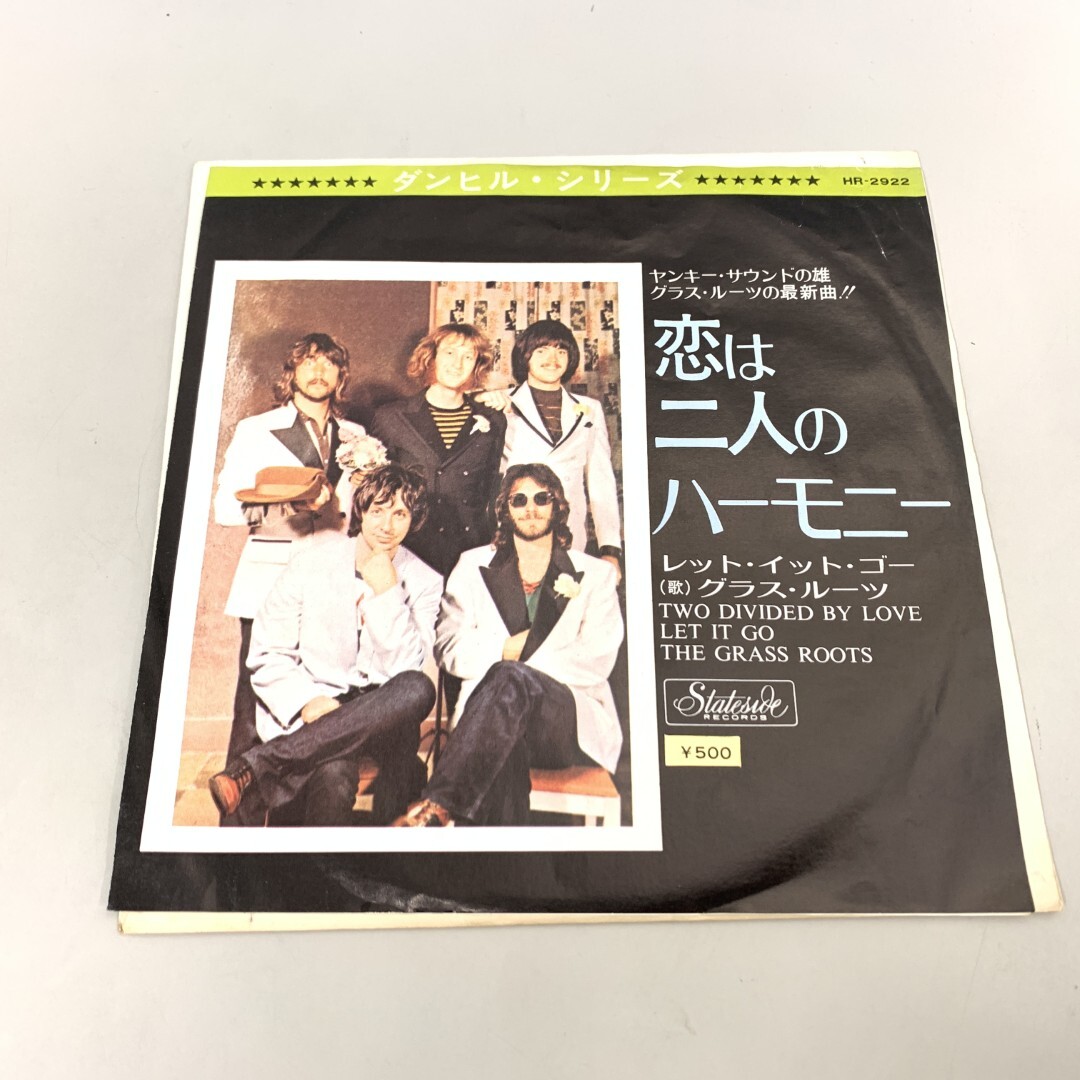 ★★★★★★★ ダンヒル・シリーズ ★★★★★★★ HR-2922
ヤンキー・サウンドの雄
グラス・ルーツの最新曲!!
恋は
二人の
ハーモニー
レット・イット・ゴー
(歌)グラス・ルーツ
TWO DIVIDED BY LOVE
LET IT GO
THE GRASS ROOTS
Stateside
RECORDS
¥500